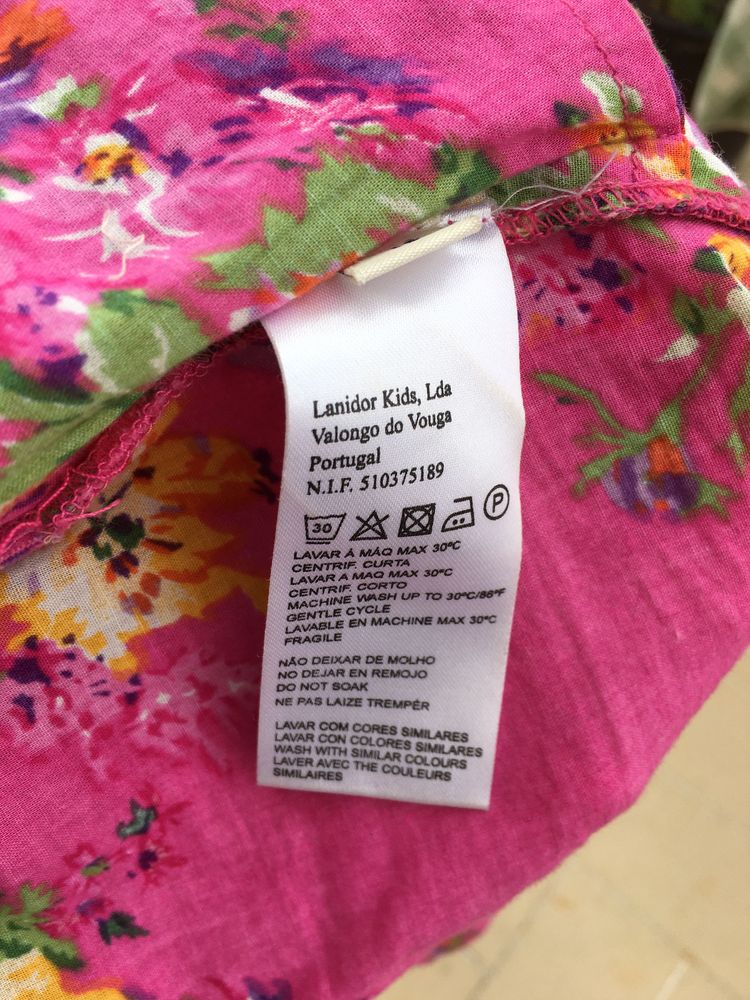 Lanidor Kids, Lda
Valongo do Vouga
Portugal
N.I.F. 510375189
30 P
LAVAR À MÁQ MAX 30ºC
CENTRIF. CURTA
LAVAR A MAQ MAX 30ºC
CENTRIF. CORTO
MACHINE WASH UP TO 30ºC/86ºF
GENTLE CYCLE
LAVABLE EN MACHINE MAX 30ºC
FRAGILE
NÃO DEIXAR DE MOLHO
NO DEJAR EN REMOJO
DO NOT SOAK
NE PAS LAIZE TREMPÉR
LAVAR COM CORES SIMILARES
LAVAR CON COLORES SIMILARES
WASH WITH SIMILAR COLOURS
LAVER AVEC THE COULEURS
SIMILAIRES